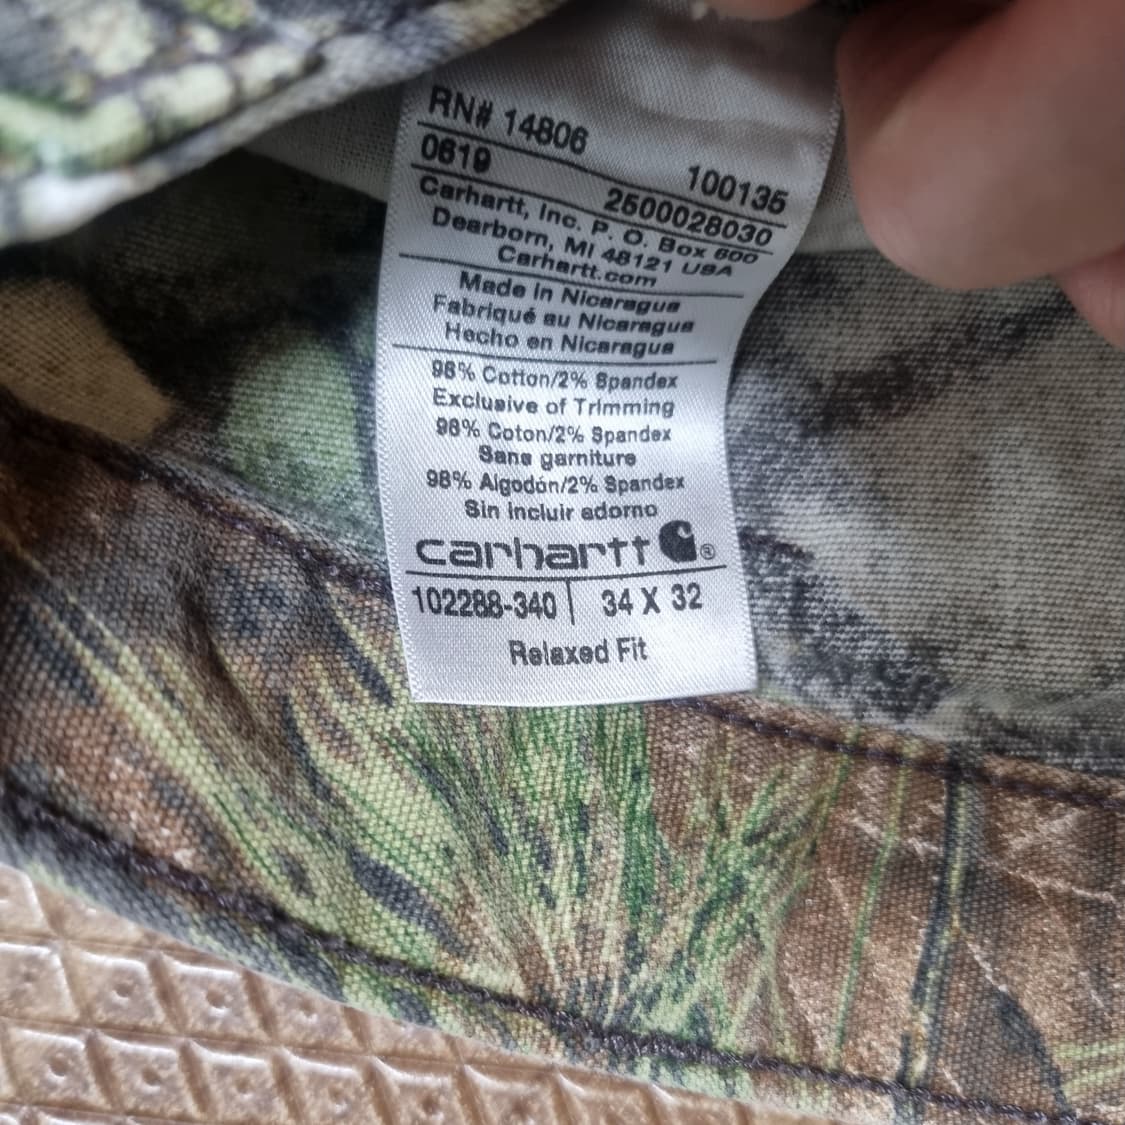 RN# 14806
0619 100135
2500028030
Carhartt, Inc. P. O. Box 600
Dearborn, MI 48121 USA
Carhartt.com
Made in Nicaragua
Fabriqué au Nicaragua
Hecho en Nicaragua
98% Cotton/2% Spandex
Exclusive of Trimming
98% Coton/2% Spandex
Sans garniture
98% Algodón/2% Spandex
Sin incluir adorno
carhartt ®
102288-340 34 X 32
Relaxed Fit